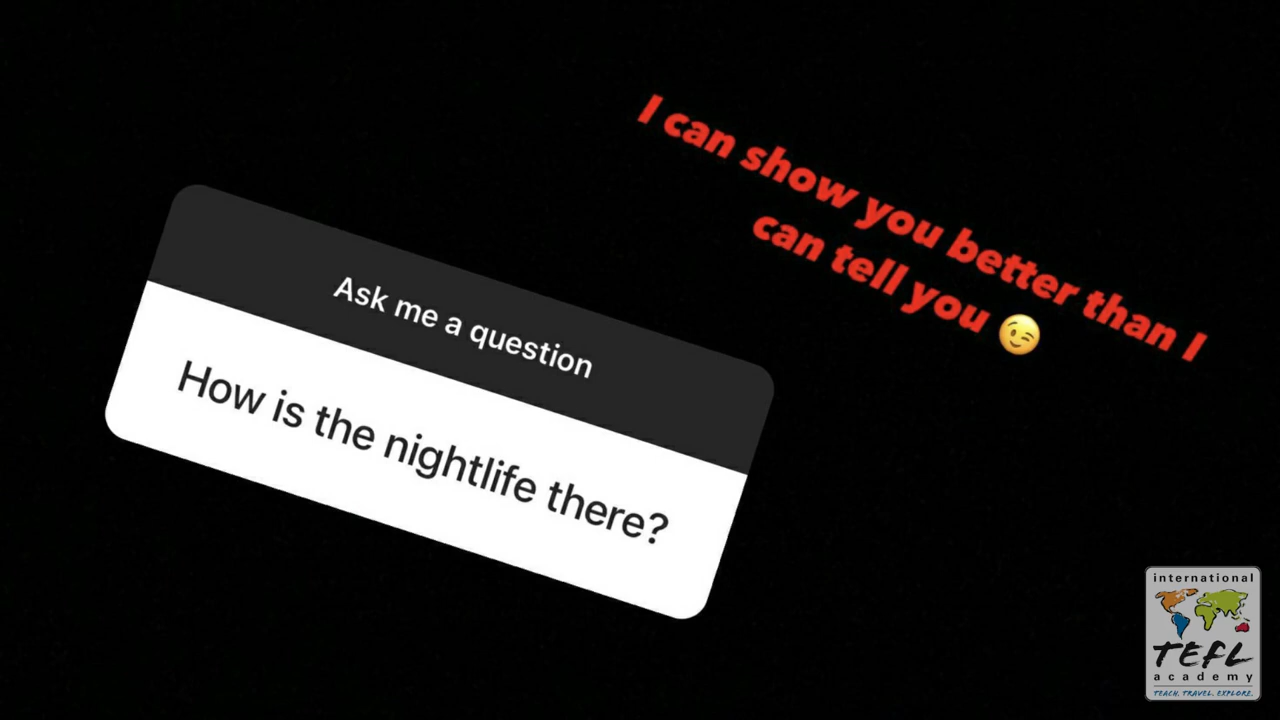 I can show you better than I
can tell you 😉
Ask me a question
How is the nightlife there?
international
TEFL
academy
TEACH. TRAVEL. EXPLORE.